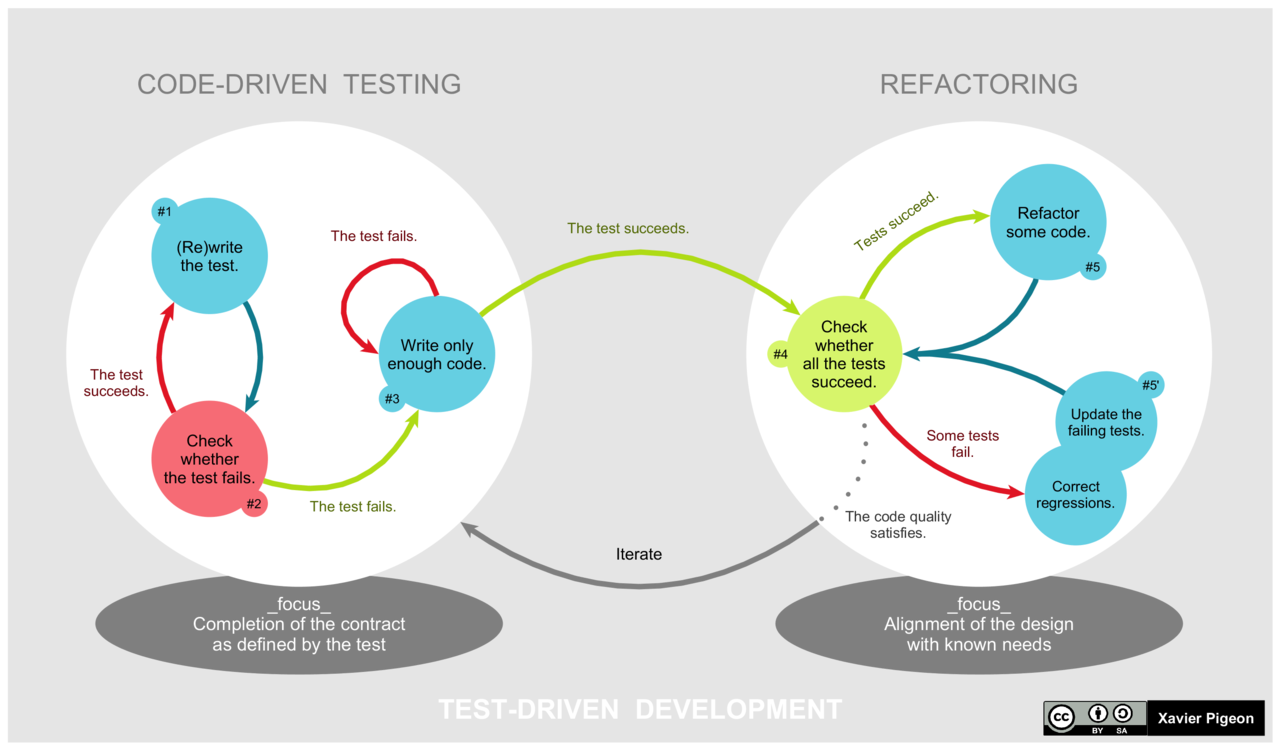 CODE-DRIVEN TESTING
REFACTORING
#1
(Re)write
the test.
The test
succeeds.
Check
whether
the test fails.
#2
The test fails.
The test fails.
Write only
enough code.
#3
The test succeeds.
#4
Check
whether
all the tests
succeed.
Tests succeed.
Refactor
some code.
#5
#5'
Update the
failing tests.
Some tests
fail.
Correct
regressions.
The code quality
satisfies.
Iterate
_focus_
Completion of the contract
as defined by the test
_focus_
Alignment of the design
with known needs
TEST-DRIVEN DEVELOPMENT
cc
BY SA
Xavier Pigeon